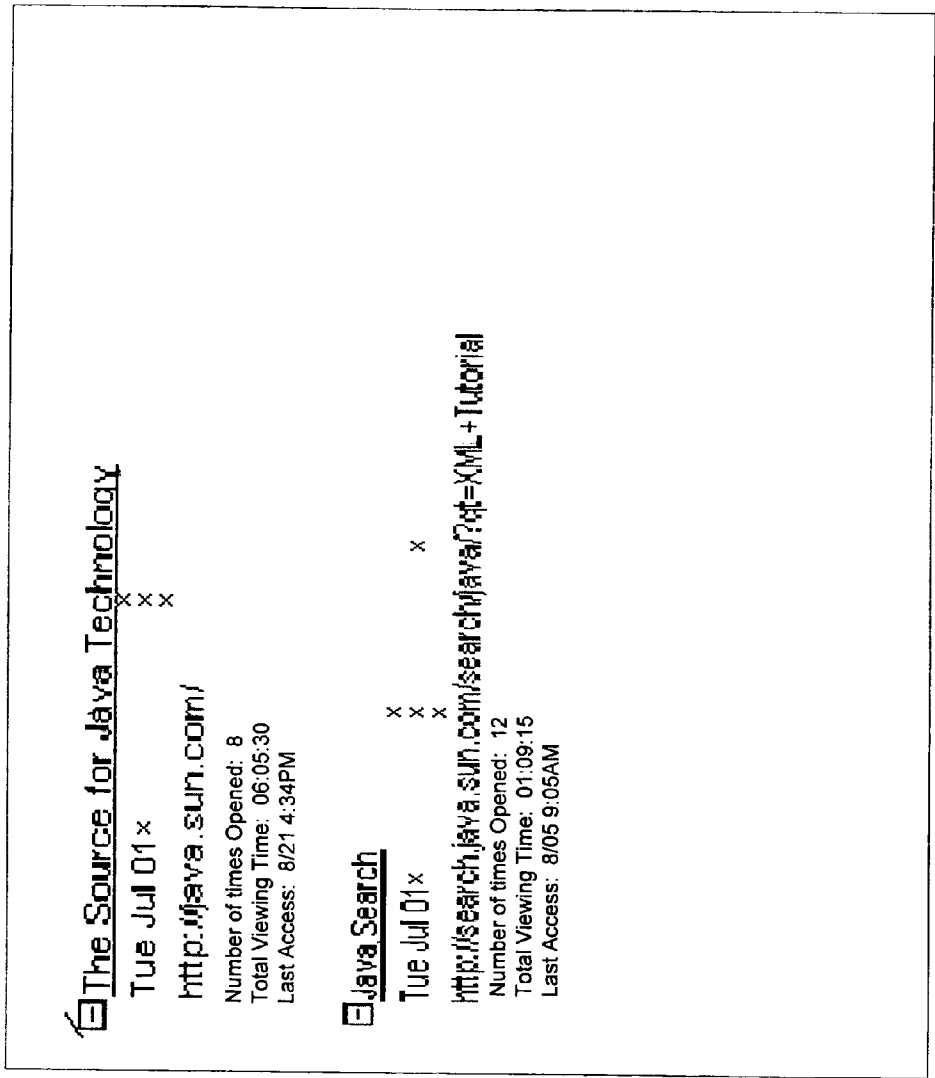 The Source for Java Technology
Tue Jul 01 x
x x x
http://java.sun.com/
Number of times Opened: 8
Total Viewing Time: 06:05:30
Last Access: 8/21 4:34PM
Java Search
Tue Jul 01 x
x x x
x
http://search.java.sun.com/search/java/?qt=XML+Tutorial
Number of times Opened: 12
Total Viewing Time: 01:09:15
Last Access: 8/05 9:05AM